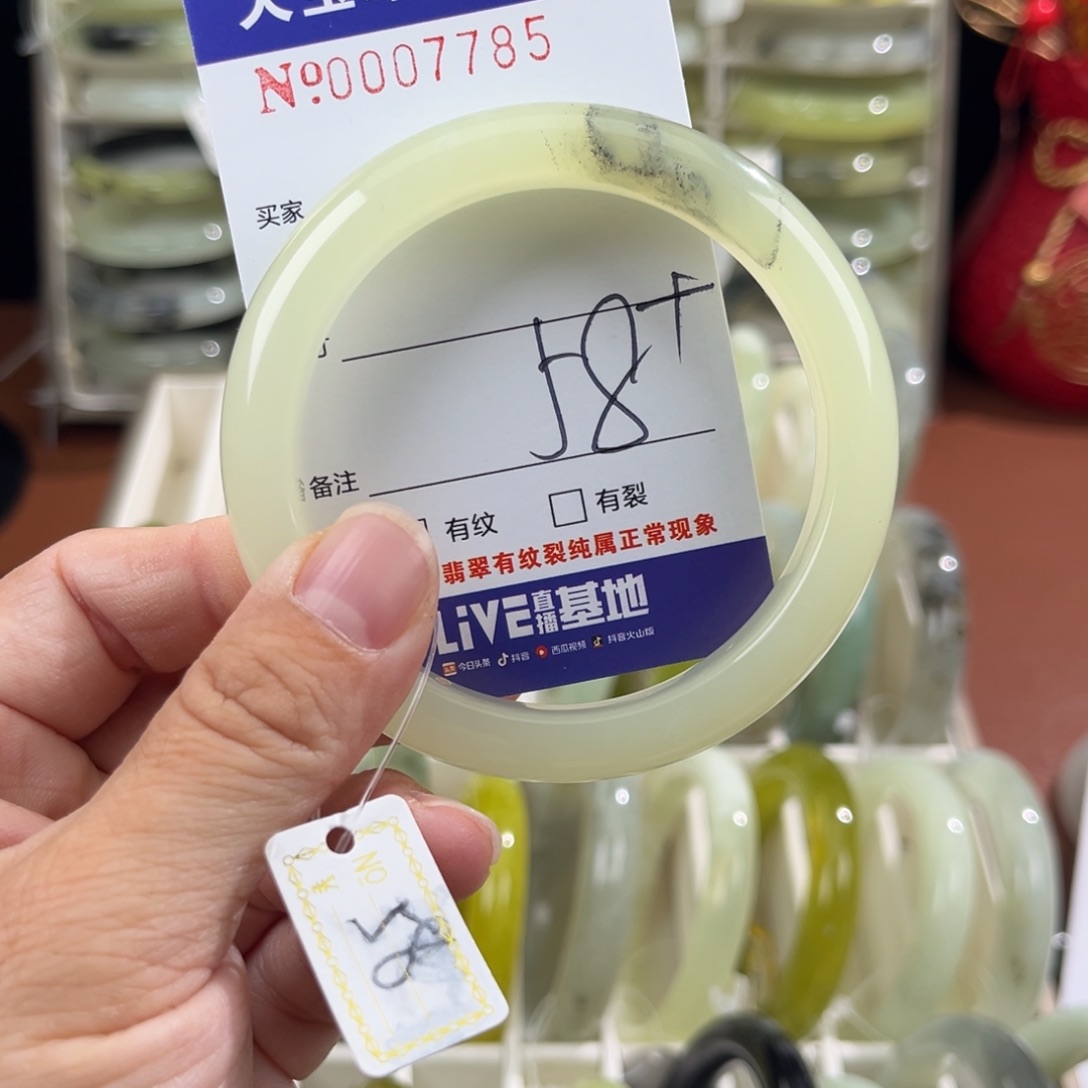 №0007785
买家
58+
备注
有纹 有裂
翡翠有纹裂纯属正常现象
LiVE直播基地
今日头条 抖音 西瓜视频 抖音火山版
NO
58